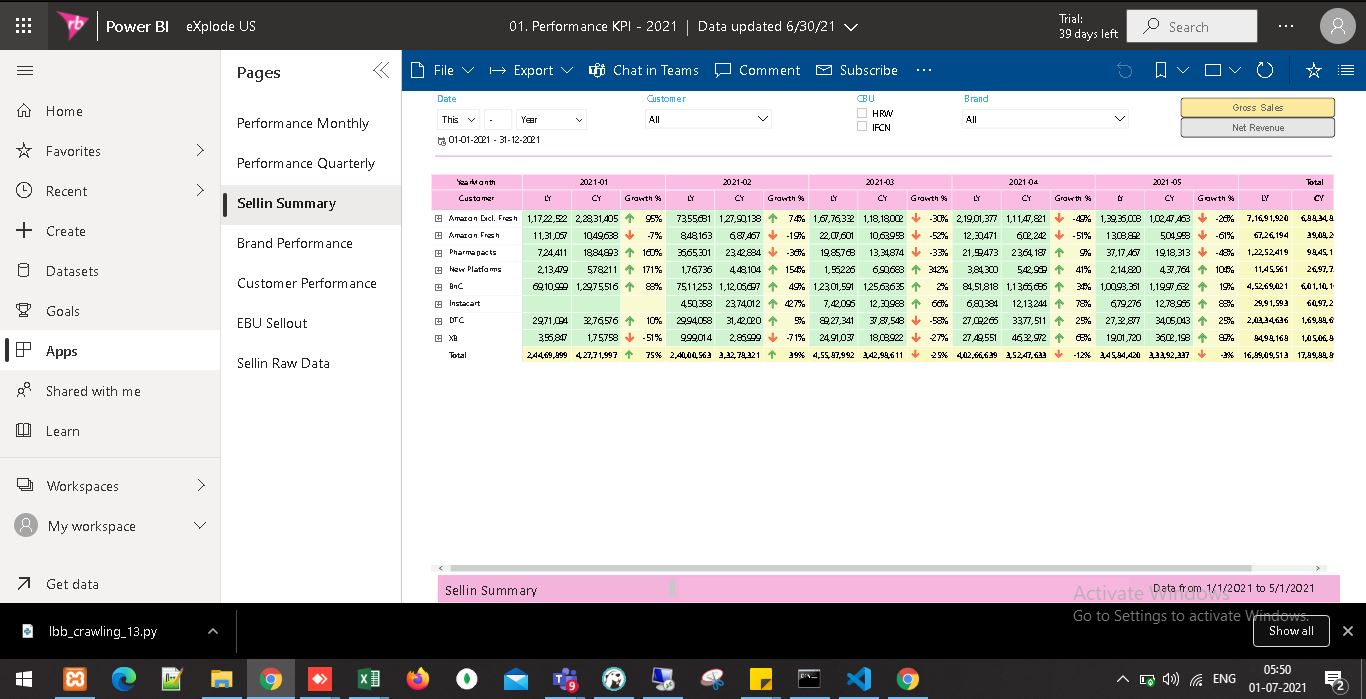 Power BI eXplode US 01. Performance KPI - 2021 | Data updated 6/30/21 Trial: 39 days left Search
Pages File Export Chat in Teams Comment Subscribe
Home
Favorites
Recent
Create
Datasets
Goals
Apps
Shared with me
Learn
Workspaces
My workspace
Get data
Performance Monthly
Performance Quarterly
Sellin Summary
Brand Performance
Customer Performance
EBU Sellout
Sellin Raw Data
Date Customer CBU Brand
This - Year All HRW IFCN All
01-01-2021 - 31-12-2021
Gross Sales
Net Revenue
YearMonth 2021-01 2021-02 2021-03 2021-04 2021-05 Total
Customer LY CY Growth % LY CY Growth % LY CY Growth % LY CY Growth % LY CY Growth % LY CY
Amazon Excl. Fresh 1,17,22,522 2,28,31,405 95% 73,55,681 1,27,90,138 74% 1,67,76,332 1,18,18,002 -30% 2,19,01,377 1,11,47,821 -49% 1,39,35,008 1,02,47,463 -26% 7,16,91,920 6,88,34,8
Amazon Fresh 11,31,057 10,49,638 -7% 8,48,163 6,87,467 -19% 22,07,601 10,63,958 -52% 12,30,471 6,02,242 -51% 13,08,892 5,04,953 -61% 67,26,194 39,08,2
Pharmapacks 7,24,411 18,84,893 160% 36,65,301 23,42,884 -36% 19,85,763 13,34,874 -33% 21,59,473 23,64,187 9% 37,17,467 19,18,313 -48% 1,22,52,419 98,45,1
New Platforms 2,13,479 5,78,211 171% 1,76,736 4,48,104 154% 1,56,226 6,90,683 342% 3,84,300 5,42,969 41% 2,14,820 4,37,764 104% 11,45,561 26,97,7
BnC 69,10,999 1,29,75,516 88% 75,11,253 1,12,05,697 49% 1,23,01,591 1,25,63,635 2% 84,51,818 1,13,65,686 34% 1,00,93,361 1,19,97,632 19% 4,52,69,021 6,01,10,1
Instacart 4,50,358 23,74,012 427% 7,42,095 12,30,983 66% 6,80,384 12,13,244 78% 6,79,276 12,78,966 88% 29,91,593 60,97,2
DTC 29,71,094 32,76,576 10% 29,94,058 31,42,020 5% 89,27,341 37,87,548 -58% 27,09,265 33,77,511 25% 27,32,877 34,05,043 25% 2,03,34,636 1,69,88,6
XB 3,56,847 1,75,758 -51% 9,99,014 2,86,999 -71% 24,91,037 18,08,922 -27% 27,49,551 46,32,972 68% 19,01,720 36,02,198 89% 84,98,168 1,05,06,8
Total 2,44,69,899 4,27,71,997 75% 2,40,00,563 3,32,78,321 39% 4,55,87,992 3,42,98,611 -25% 4,02,66,639 3,52,47,633 -12% 3,45,84,420 3,33,92,337 -3% 16,89,09,513 17,89,88,8
Sellin Summary Data from 1/1/2021 to 5/1/2021
Activate Windows
Go to Settings to activate Windows.
lbb_crawling_13.py Show all
ENG 05:50
01-07-2021